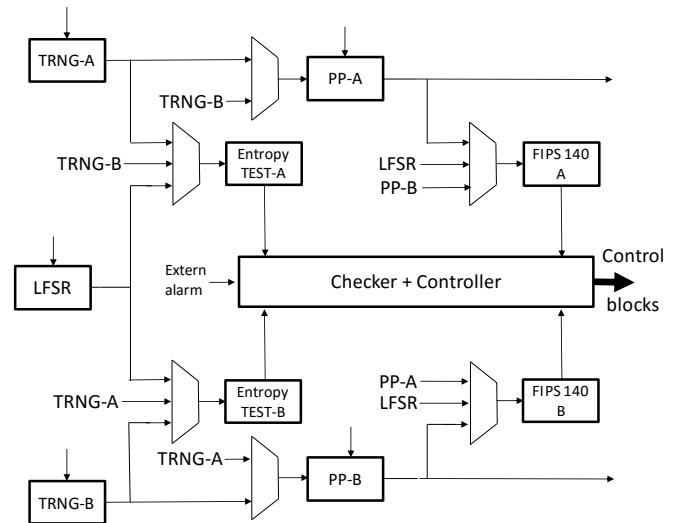 TRNG-A
PP-A
TRNG-B
TRNG-B
Entropy
TEST-A
LFSR
PP-B
FIPS 140
A
LFSR
Extern
alarm
Checker + Controller
Control
blocks
TRNG-A
Entropy
TEST-B
PP-A
LFSR
FIPS 140
B
TRNG-A
PP-B
TRNG-B